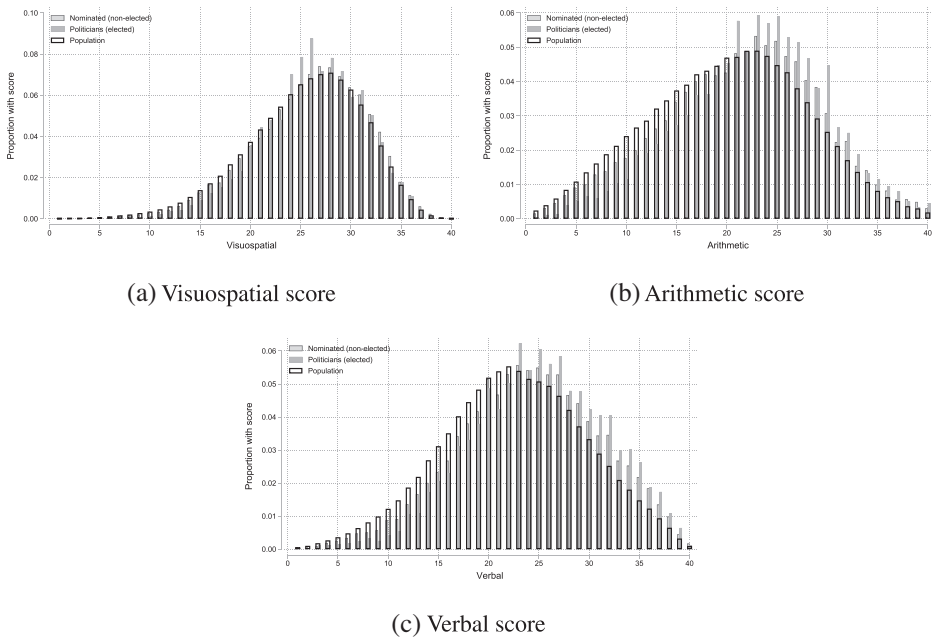 Nominated (non-elected)
Politicians (elected)
Population
Proportion with score
0.10
0.08
0.06
0.04
0.02
0.00
0 5 10 15 20 25 30 35 40
Visuospatial
(a) Visuospatial score
Nominated (non-elected)
Politicians (elected)
Population
Proportion with score
0.06
0.05
0.04
0.03
0.02
0.01
0.00
0 5 10 15 20 25 30 35 40
Arithmetic
(b) Arithmetic score
Nominated (non-elected)
Politicians (elected)
Population
Proportion with score
0.06
0.05
0.04
0.03
0.02
0.01
0.00
0 5 10 15 20 25 30 35 40
Verbal
(c) Verbal score